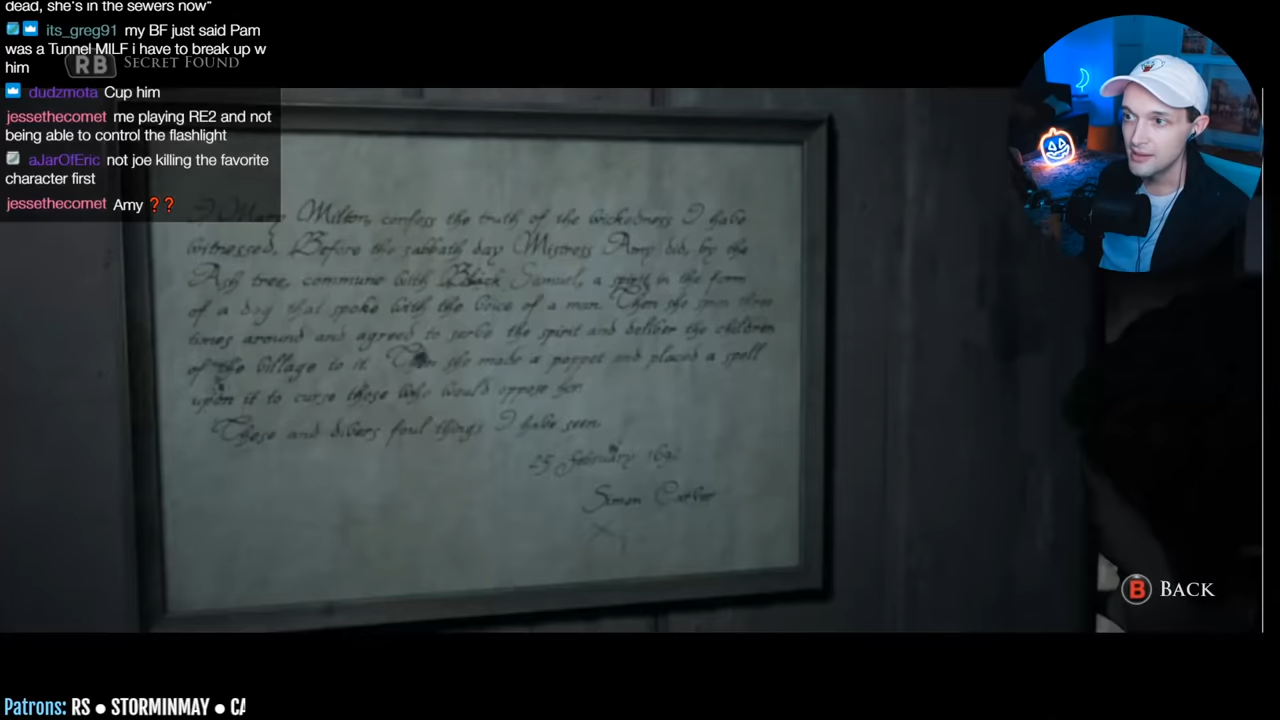 dead, she's in the sewers now"
its_greg91 my BF just said Pam
was a Tunnel MILF i have to break up w
him
RB SECRET FOUND
dudzmota Cup him
jessethecomet me playing RE2 and not
being able to control the flashlight
aJarOfEric not joe killing the favorite
character first
jessethecomet Amy ❓❓
I Mary Milton, confess the truth of the wickedness I have
witnessed. Before the sabbath day Mistress Amy did, by the
Ash tree, commune with Black Samuel, a spirit in the form
of a dog that spoke with the voice of a man. Then she spun three
times around and agreed to serve the spirit and deliver the children
of the village to it. Then she made a poppet and placed a spell
upon it to curse those who would oppose her.
These and divers foul things I have seen.
25 February 169
Simon Carver
B BACK
Patrons: RS ● STORMINMAY ● CA